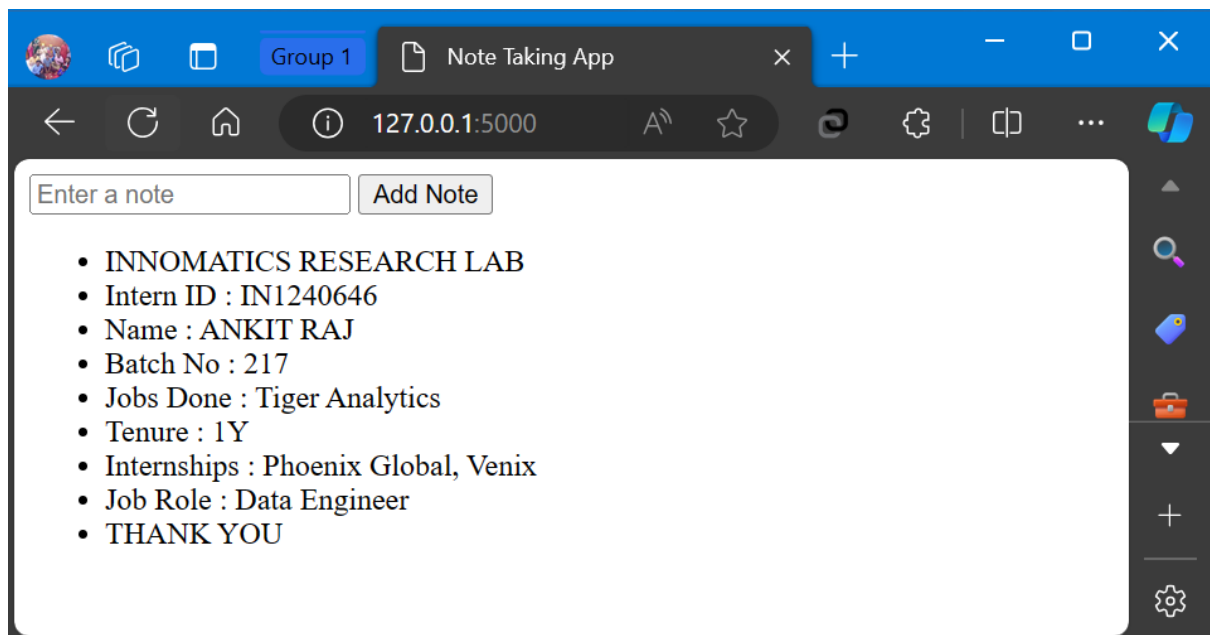 Group 1 Note Taking App
127.0.0.1:5000
Enter a note Add Note
INNOMATICS RESEARCH LAB
Intern ID : IN1240646
Name : ANKIT RAJ
Batch No : 217
Jobs Done : Tiger Analytics
Tenure : 1Y
Internships : Phoenix Global, Venix
Job Role : Data Engineer
THANK YOU